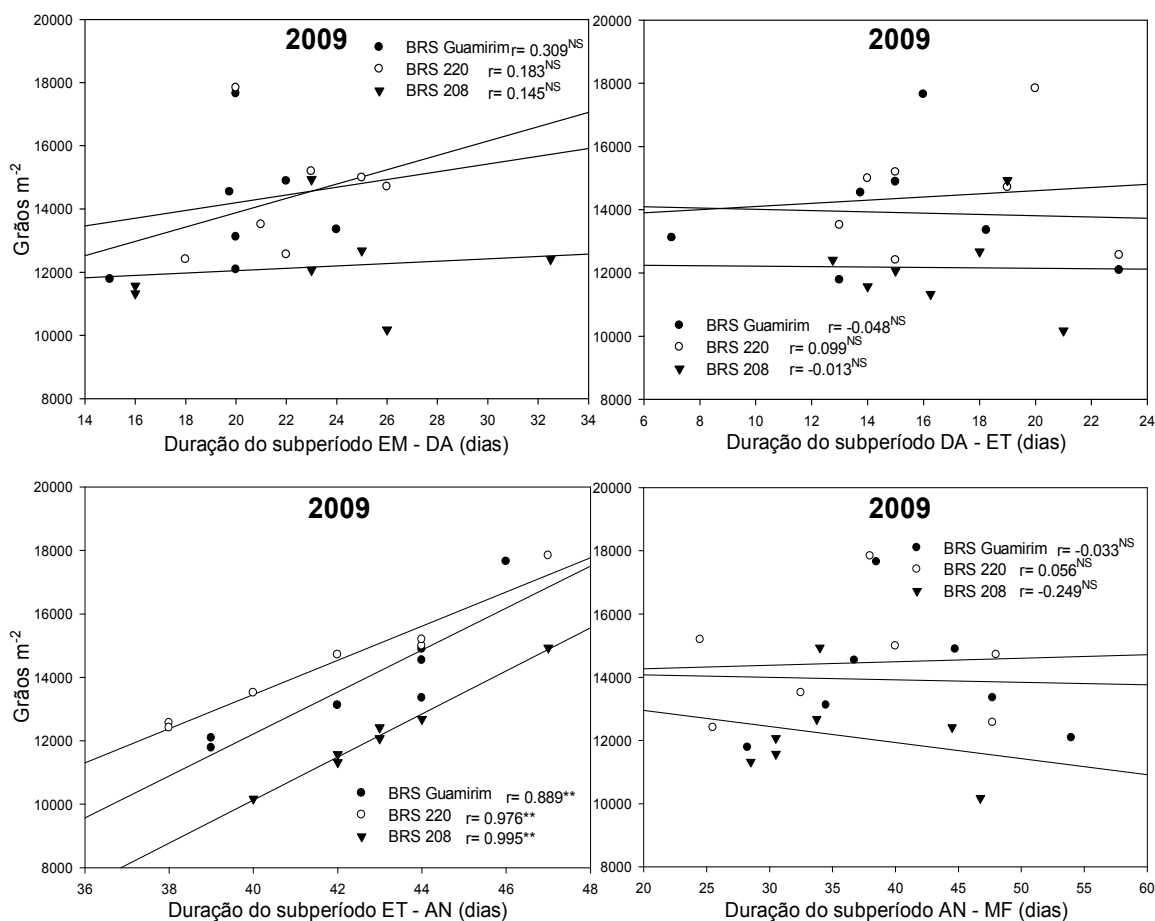 2009
BRS Guamirim r= 0.309^NS
BRS 220 r= 0.183^NS
BRS 208 r= 0.145^NS
20000
18000
16000
14000
12000
10000
8000
Grãos m^-2
14 16 18 20 22 24 26 28 30 32 34
Duração do subperíodo EM - DA (dias)
2009
20000
18000
16000
14000
12000
10000
8000
BRS Guamirim r= -0.048^NS
BRS 220 r= 0.099^NS
BRS 208 r= -0.013^NS
6 8 10 12 14 16 18 20 22 24
Duração do subperíodo DA - ET (dias)
2009
20000
18000
16000
14000
12000
10000
8000
Grãos m^-2
BRS Guamirim r= 0.889**
BRS 220 r= 0.976**
BRS 208 r= 0.995**
36 38 40 42 44 46 48
Duração do subperíodo ET - AN (dias)
2009
BRS Guamirim r= -0.033^NS
BRS 220 r= 0.056^NS
BRS 208 r= -0.249^NS
20000
18000
16000
14000
12000
10000
8000
20 25 30 35 40 45 50 55 60
Duração do subperíodo AN - MF (dias)